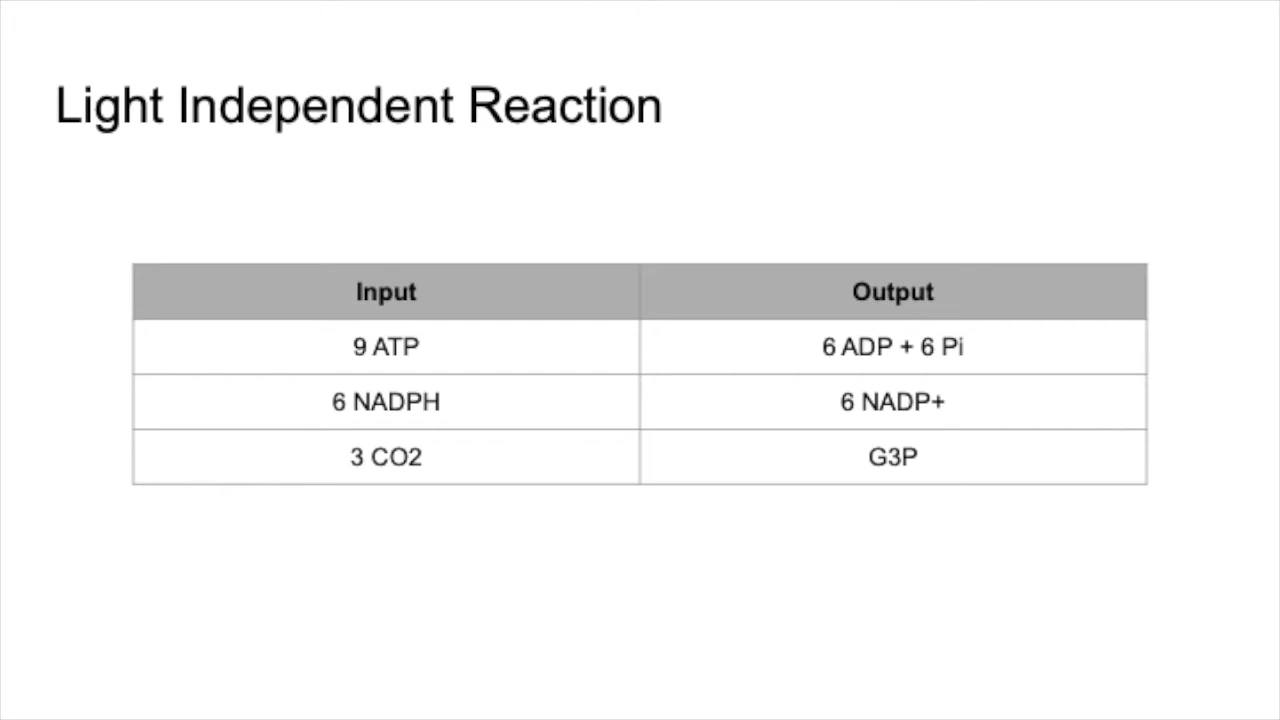 Light Independent Reaction
Input Output
9 ATP 6 ADP + 6 Pi
6 NADPH 6 NADP+
3 CO2 G3P